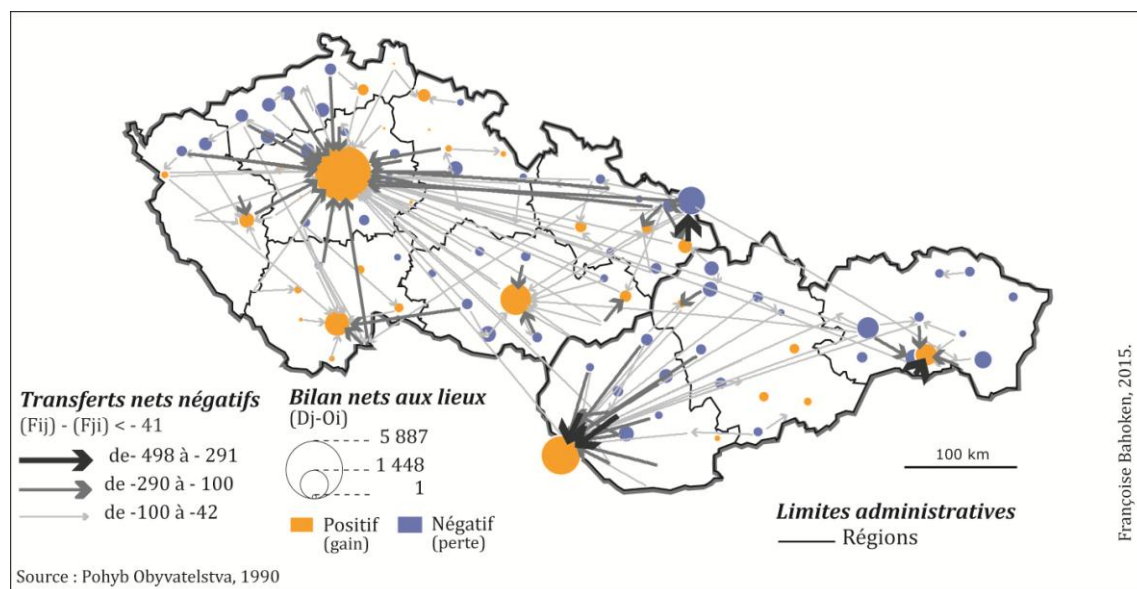 Transferts nets négatifs
(Fij) - (Fji) < - 41
de- 498 à - 291
de -290 à - 100
de -100 à -42
Bilan nets aux lieux
(Dj-Oi)
5 887
1 448
1
Positif
(gain)
Négatif
(perte)
100 km
Limites administratives
Régions
Source : Pohyb Obyvatelstva, 1990
Françoise Bahoken, 2015.